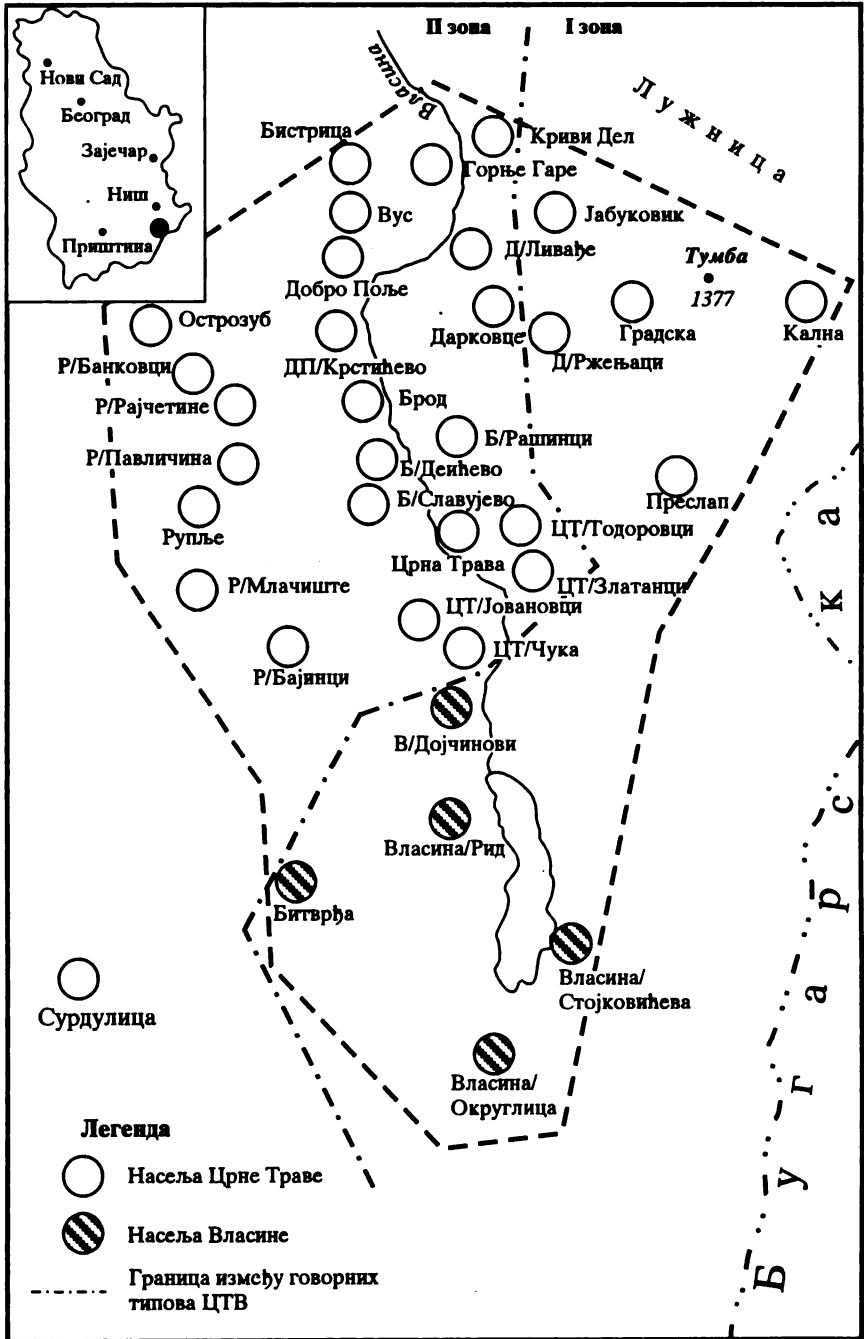 II зона
I зона
Нови Сад
Београд
Зајечар
Ниш
Приштина
Власина
Лужница
Бистрица
Криви Дел
Горње Гаре
Вус
Јабуковик
Д/Ливађе
Тумба
1377
Добро Поље
Острозуб
Дарковце
Градска
Кална
Р/Банковци
ДП/Крстићево
Д/Ржењаци
Р/Рајчетине
Брод
Б/Рашинци
Р/Павличина
Б/Деићево
Б/Славујево
Преслап
Рупље
ЦТ/Тодоровци
Црна Трава
Р/Млачиште
ЦТ/Златанци
ЦТ/Јовановци
ЦТ/Чука
Р/Бајинци
В/Дојчинови
Власина/Рид
Битврђа
Власина/
Стојковићева
Сурдулица
Власина/
Округлица
Бугарска
Легенда
Насеља Црне Траве
Насеља Власине
Граница између говорних
типова ЦТВ